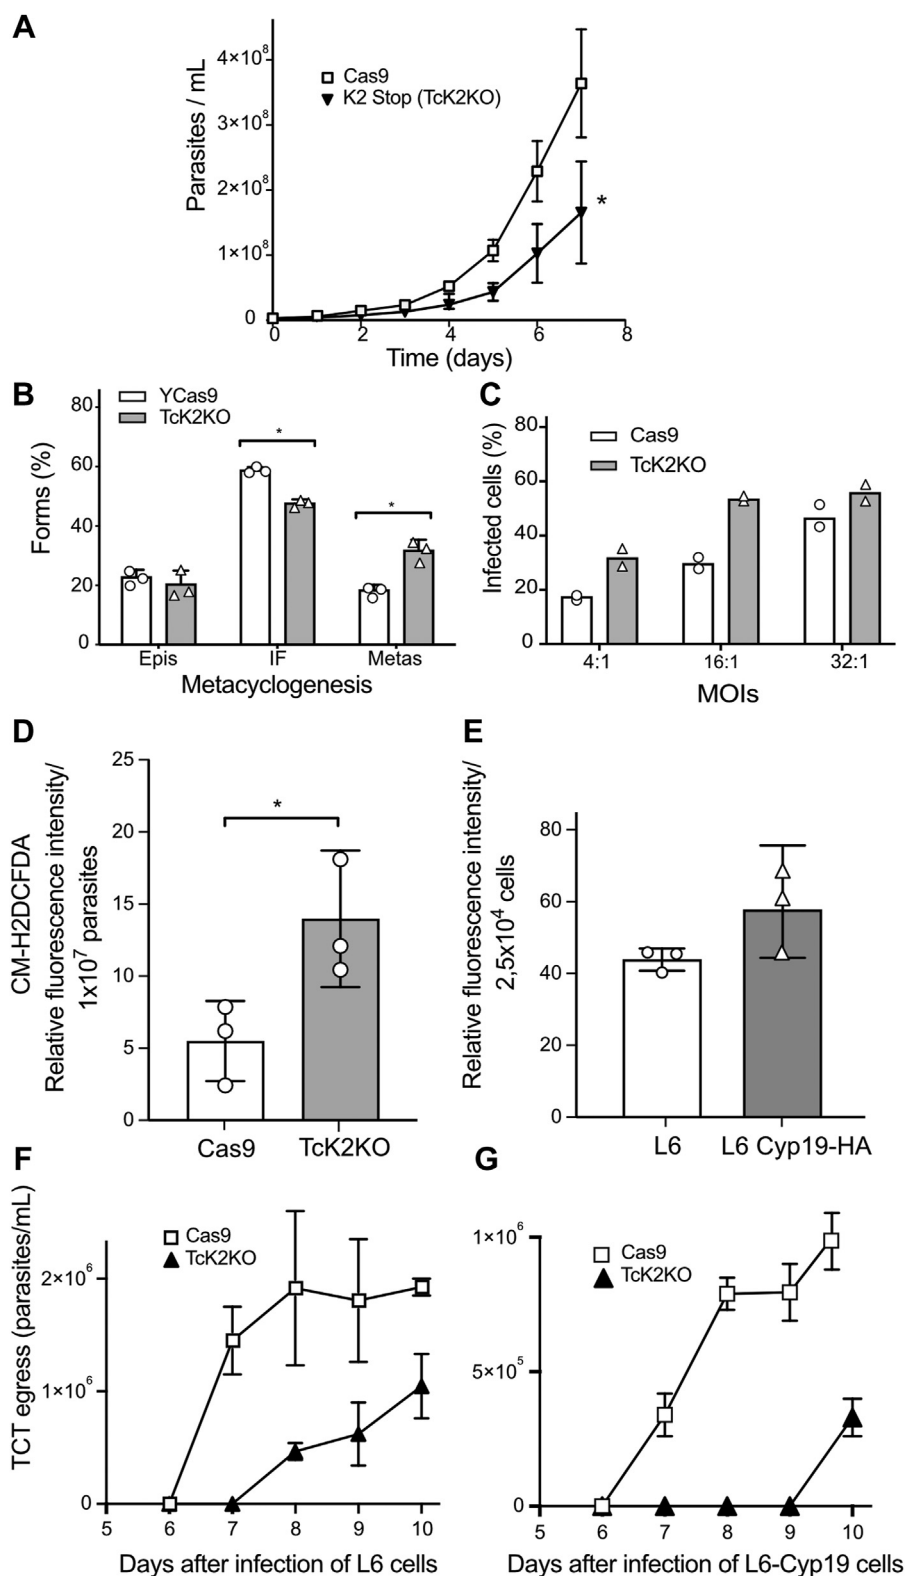 A
Parasites / mL
4×10⁸
3×10⁸
2×10⁸
1×10⁸
0
Cas9
K2 Stop (TcK2KO)
*
0 2 4 6 8
Time (days)
B
Forms (%)
80
60
40
20
0
YCas9
TcK2KO
*
*
Epis IF Metas
Metacyclogenesis
C
Infected cells (%)
80
60
40
20
0
Cas9
TcK2KO
4:1 16:1 32:1
MOIs
D
CM-H2DCFDA
Relative fluorescence intensity/
1x10⁷ parasites
25
20
15
10
5
0
*
Cas9 TcK2KO
E
Relative fluorescence intensity/
2,5x10⁴ cells
80
60
40
20
0
L6 L6 Cyp19-HA
F
TCT egress (parasites/mL)
2×10⁶
1×10⁶
0
Cas9
TcK2KO
5 6 7 8 9 10
Days after infection of L6 cells
G
1×10⁶
5×10⁵
0
Cas9
TcK2KO
5 6 7 8 9 10
Days after infection of L6-Cyp19 cells